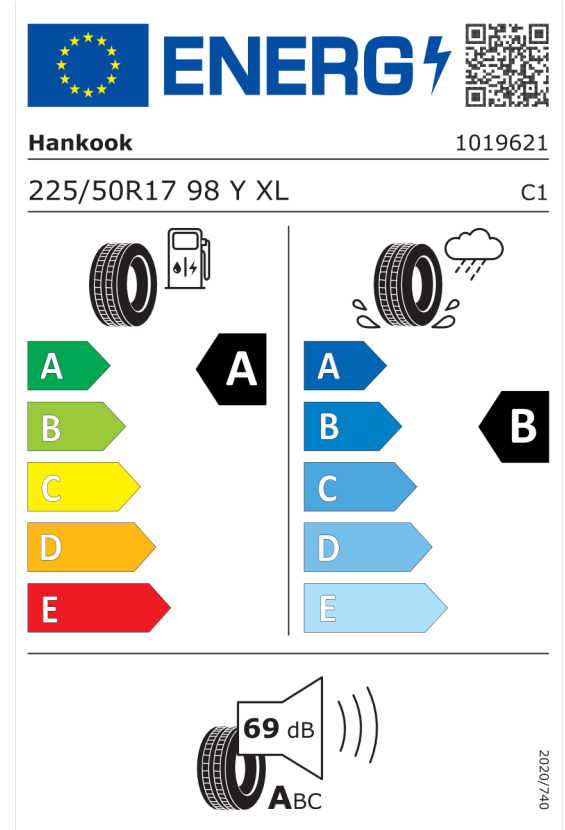 ENERG
Hankook 1019621
225/50R17 98 Y XL C1
A A
B
C
D
E
A
B B
C
D
E
69 dB
ABC
2020/740